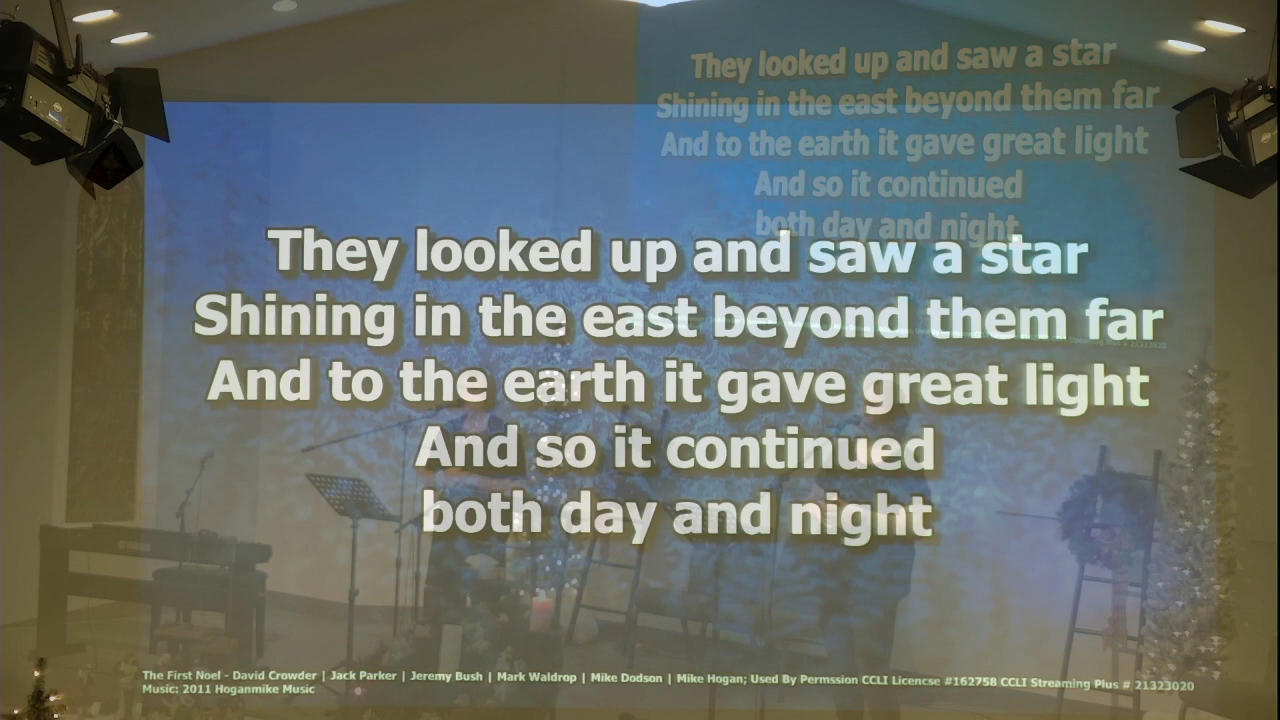 They looked up and saw a star
Shining in the east beyond them far
And to the earth it gave great light
And so it continued
both day and night
They looked up and saw a star
Shining in the east beyond them far
And to the earth it gave great light
And so it continued
both day and night
The First Noel - David Crowder | Jack Parker | Jeremy Bush | Mark Waldrop | Mike Dodson | Mike Hogan; Used By Permssion CCLI Licencse #162758 CCLI Streaming Plus # 21323020
Music: 2011 Hoganmike Music